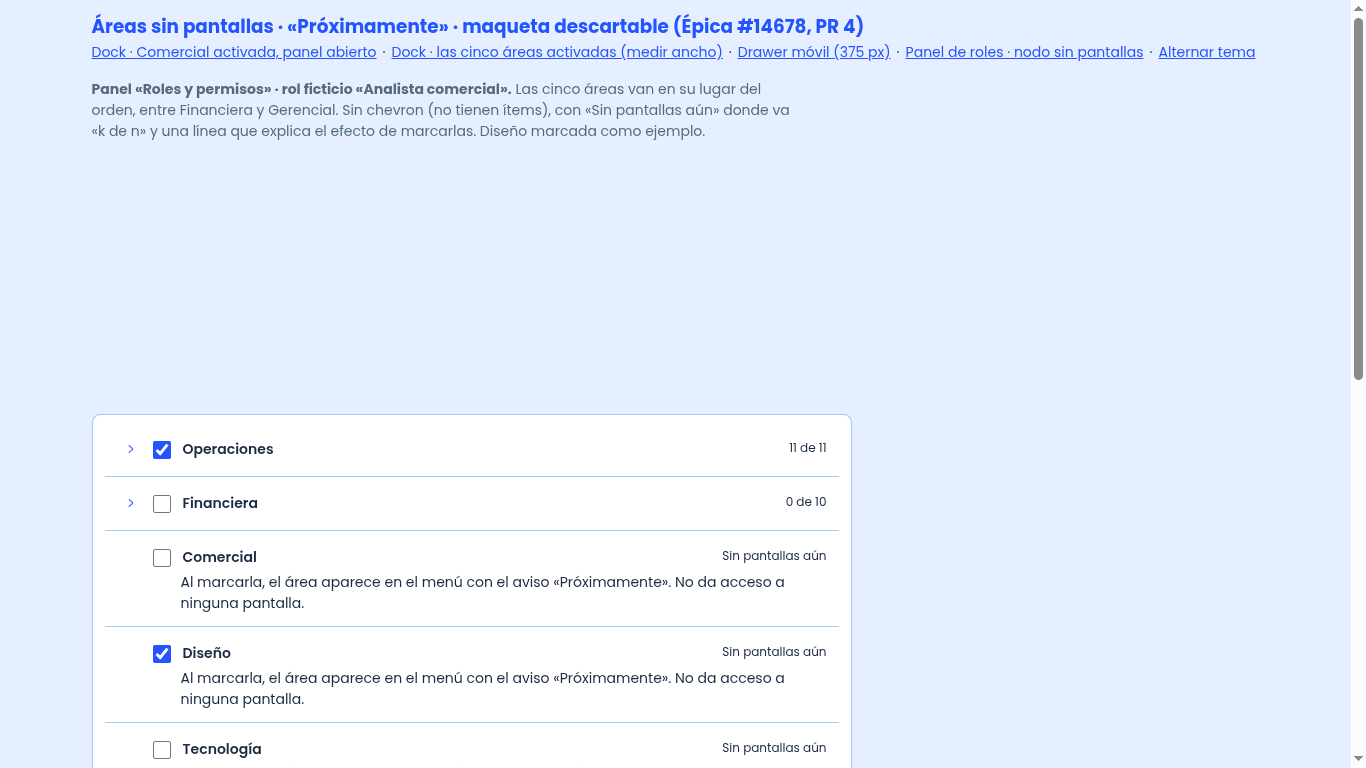 Áreas sin pantallas · «Próximamente» · maqueta descartable (Épica #14678, PR 4)
Dock · Comercial activada, panel abierto · Dock · las cinco áreas activadas (medir ancho) · Drawer móvil (375 px) · Panel de roles · nodo sin pantallas · Alternar tema
Panel «Roles y permisos» · rol ficticio «Analista comercial». Las cinco áreas van en su lugar del
orden, entre Financiera y Gerencial. Sin chevron (no tienen ítems), con «Sin pantallas aún» donde va
«k de n» y una línea que explica el efecto de marcarlas. Diseño marcada como ejemplo.
Operaciones 11 de 11
Financiera 0 de 10
Comercial Sin pantallas aún
Al marcarla, el área aparece en el menú con el aviso «Próximamente». No da acceso a
ninguna pantalla.
Diseño Sin pantallas aún
Al marcarla, el área aparece en el menú con el aviso «Próximamente». No da acceso a
ninguna pantalla.
Tecnología Sin pantallas aún